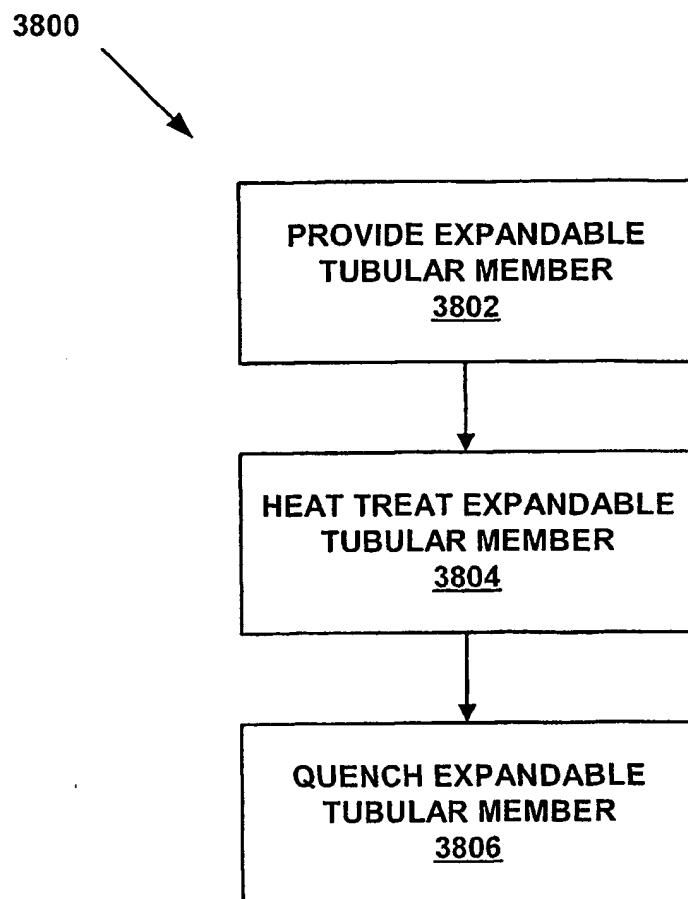 3800
PROVIDE EXPANDABLE
TUBULAR MEMBER
3802
HEAT TREAT EXPANDABLE
TUBULAR MEMBER
3804
QUENCH EXPANDABLE
TUBULAR MEMBER
3806